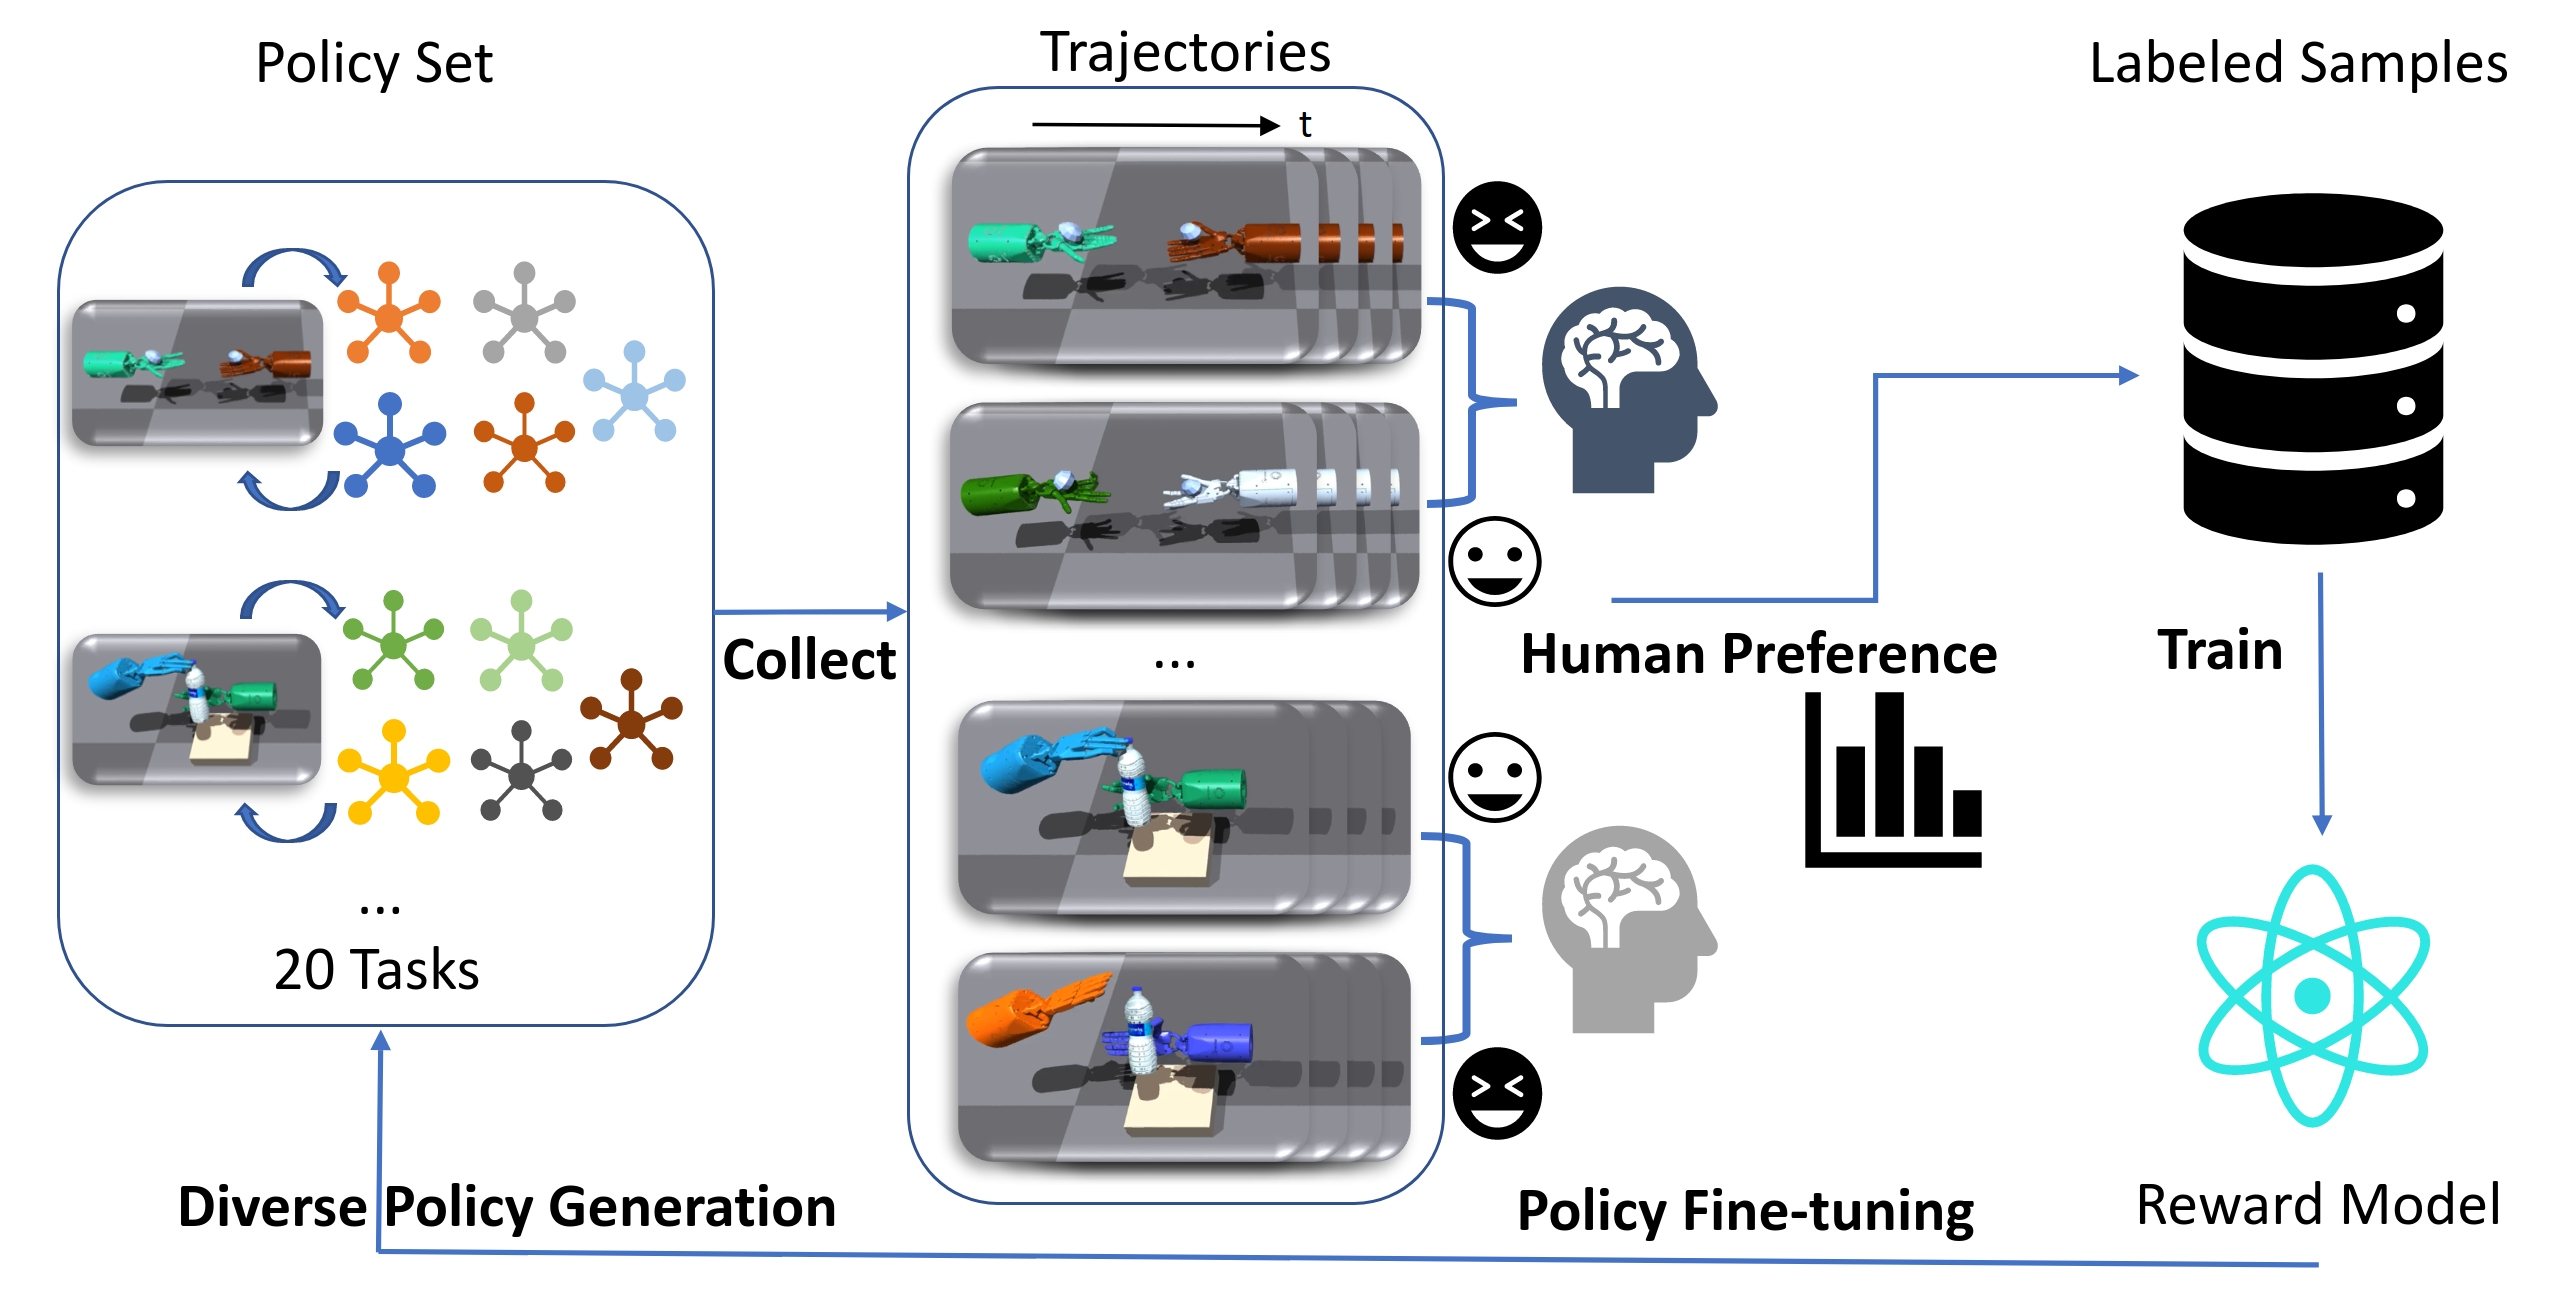 Policy Set
Trajectories
Labeled Samples
t
Collect
...
Human Preference
Train
...
20 Tasks
Diverse Policy Generation
Policy Fine-tuning
Reward Model